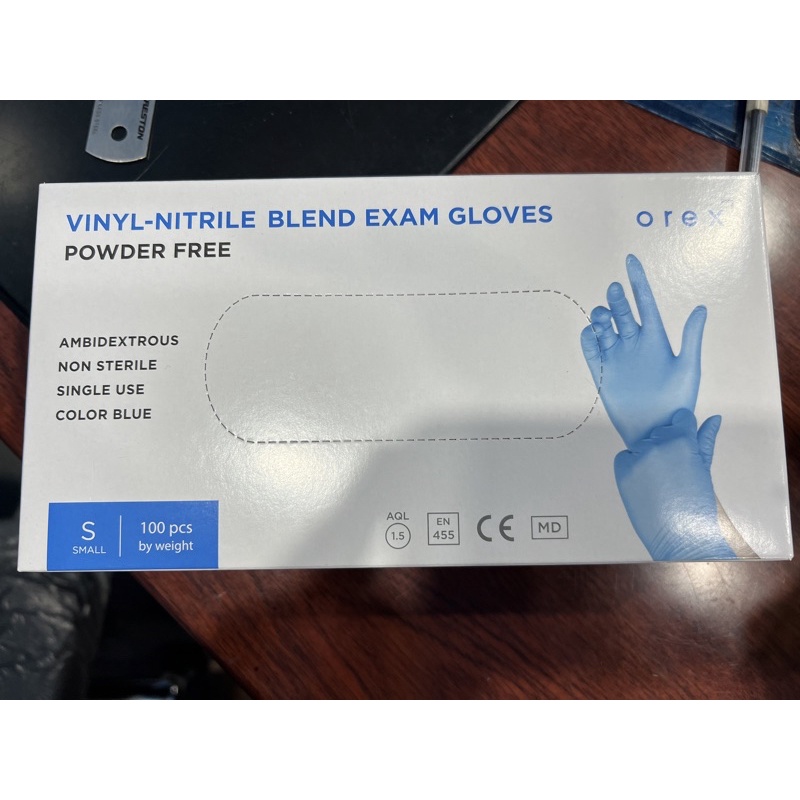 RESTON
VINYL-NITRILE BLEND EXAM GLOVES
orex
POWDER FREE
AMBIDEXTROUS
NON STERILE
SINGLE USE
COLOR BLUE
S
SMALL
100 pcs
by weight
AQL
1.5
EN
455
CE
MD